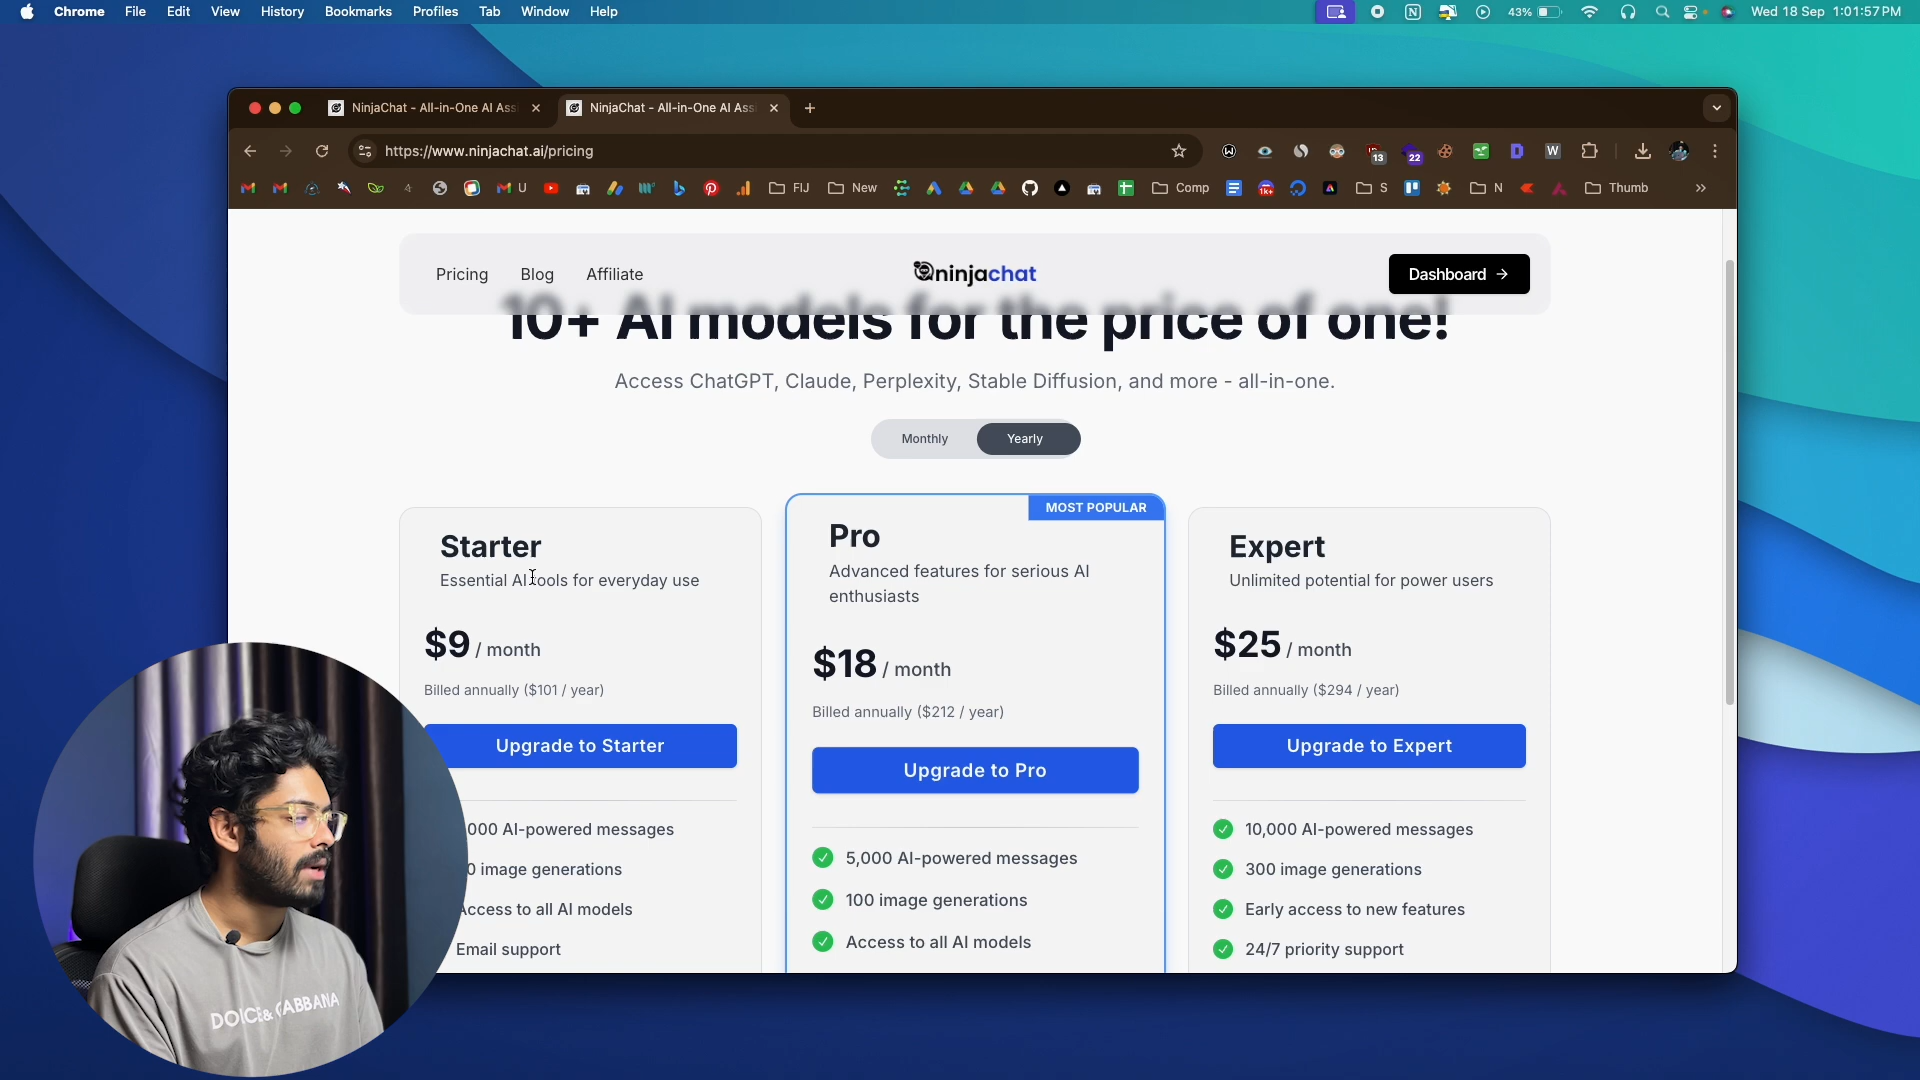 Chrome File Edit View History Bookmarks Profiles Tab Window Help
43% Wed 18 Sep 1:01:57 PM
NinjaChat - All-in-One AI Ass
NinjaChat - All-in-One AI Ass
https://www.ninjachat.ai/pricing
13 22 W
U FIJ New Comp 1k+ S N Thumb
Pricing Blog Affiliate
ninjachat
Dashboard →
10+ AI models for the price of one!
Access ChatGPT, Claude, Perplexity, Stable Diffusion, and more - all-in-one.
Monthly Yearly
Starter
Essential AI tools for everyday use
$9 / month
Billed annually ($101 / year)
Upgrade to Starter
000 AI-powered messages
0 image generations
Access to all AI models
Email support
MOST POPULAR
Pro
Advanced features for serious AI
enthusiasts
$18 / month
Billed annually ($212 / year)
Upgrade to Pro
5,000 AI-powered messages
100 image generations
Access to all AI models
Expert
Unlimited potential for power users
$25 / month
Billed annually ($294 / year)
Upgrade to Expert
10,000 AI-powered messages
300 image generations
Early access to new features
24/7 priority support
DOLCE & GABBANA